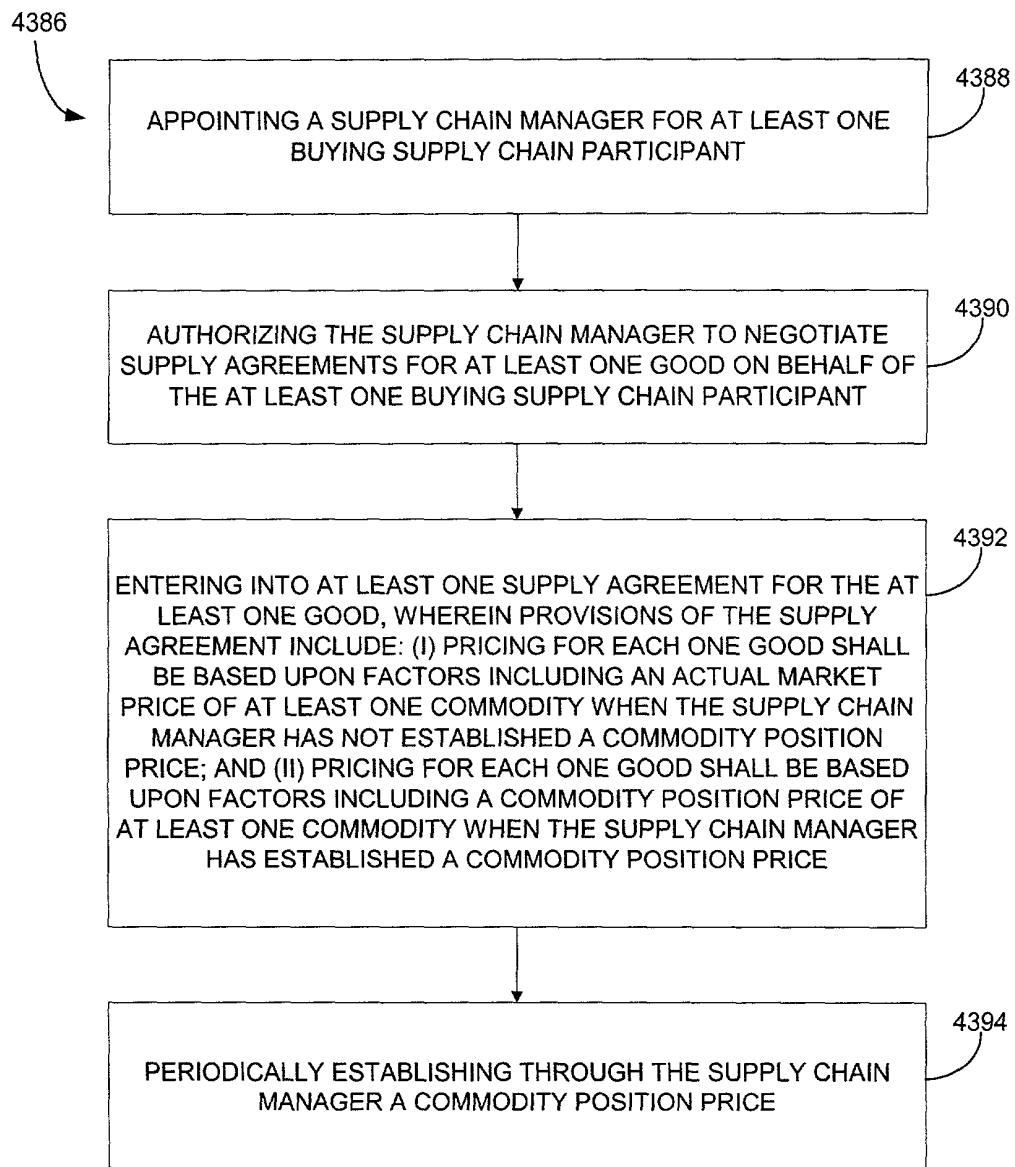 4386
4388
APPOINTING A SUPPLY CHAIN MANAGER FOR AT LEAST ONE
BUYING SUPPLY CHAIN PARTICIPANT
4390
AUTHORIZING THE SUPPLY CHAIN MANAGER TO NEGOTIATE
SUPPLY AGREEMENTS FOR AT LEAST ONE GOOD ON BEHALF OF
THE AT LEAST ONE BUYING SUPPLY CHAIN PARTICIPANT
4392
ENTERING INTO AT LEAST ONE SUPPLY AGREEMENT FOR THE AT
LEAST ONE GOOD, WHEREIN PROVISIONS OF THE SUPPLY
AGREEMENT INCLUDE: (I) PRICING FOR EACH ONE GOOD SHALL
BE BASED UPON FACTORS INCLUDING AN ACTUAL MARKET
PRICE OF AT LEAST ONE COMMODITY WHEN THE SUPPLY CHAIN
MANAGER HAS NOT ESTABLISHED A COMMODITY POSITION
PRICE; AND (II) PRICING FOR EACH ONE GOOD SHALL BE BASED
UPON FACTORS INCLUDING A COMMODITY POSITION PRICE OF
AT LEAST ONE COMMODITY WHEN THE SUPPLY CHAIN MANAGER
HAS ESTABLISHED A COMMODITY POSITION PRICE
4394
PERIODICALLY ESTABLISHING THROUGH THE SUPPLY CHAIN
MANAGER A COMMODITY POSITION PRICE